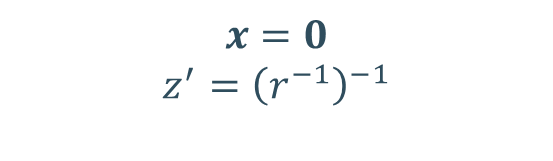 x = 0
z′ = (r⁻¹)⁻¹